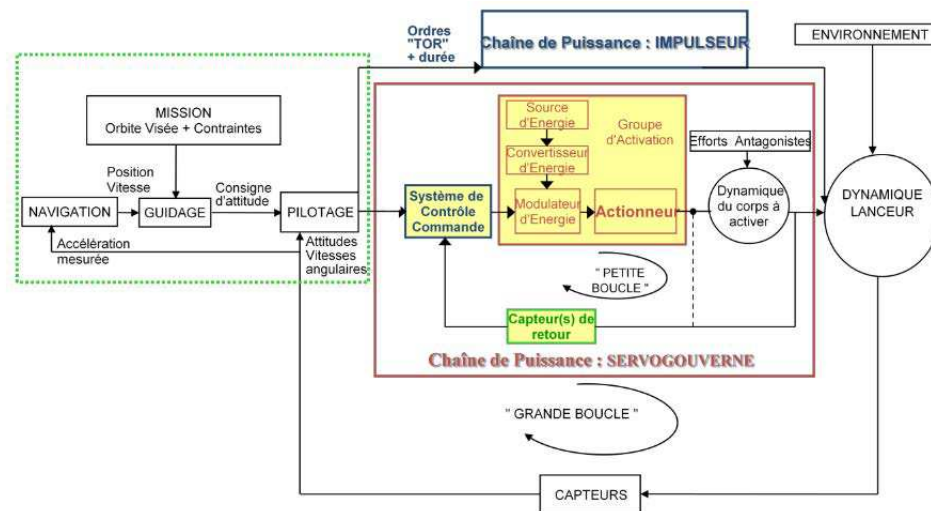 Ordres
"TOR"
+ durée
Chaîne de Puissance : IMPULSEUR
ENVIRONNEMENT
MISSION
Orbite Visée + Contraintes
Position
Vitesse
Consigne
d'attitude
NAVIGATION
GUIDAGE
PILOTAGE
Accélération
mesurée
Attitudes
Vitesses
angulaires
Système de
Contrôle
Commande
Source
d'Energie
Groupe
d'Activation
Convertisseur
d'Energie
Modulateur
d'Energie
Actionneur
Efforts Antagonistes
Dynamique
du corps à
activer
DYNAMIQUE
LANCEUR
" PETITE
BOUCLE "
Capteur(s) de
retour
Chaîne de Puissance : SERVOGOUVERNE
" GRANDE BOUCLE "
CAPTEURS